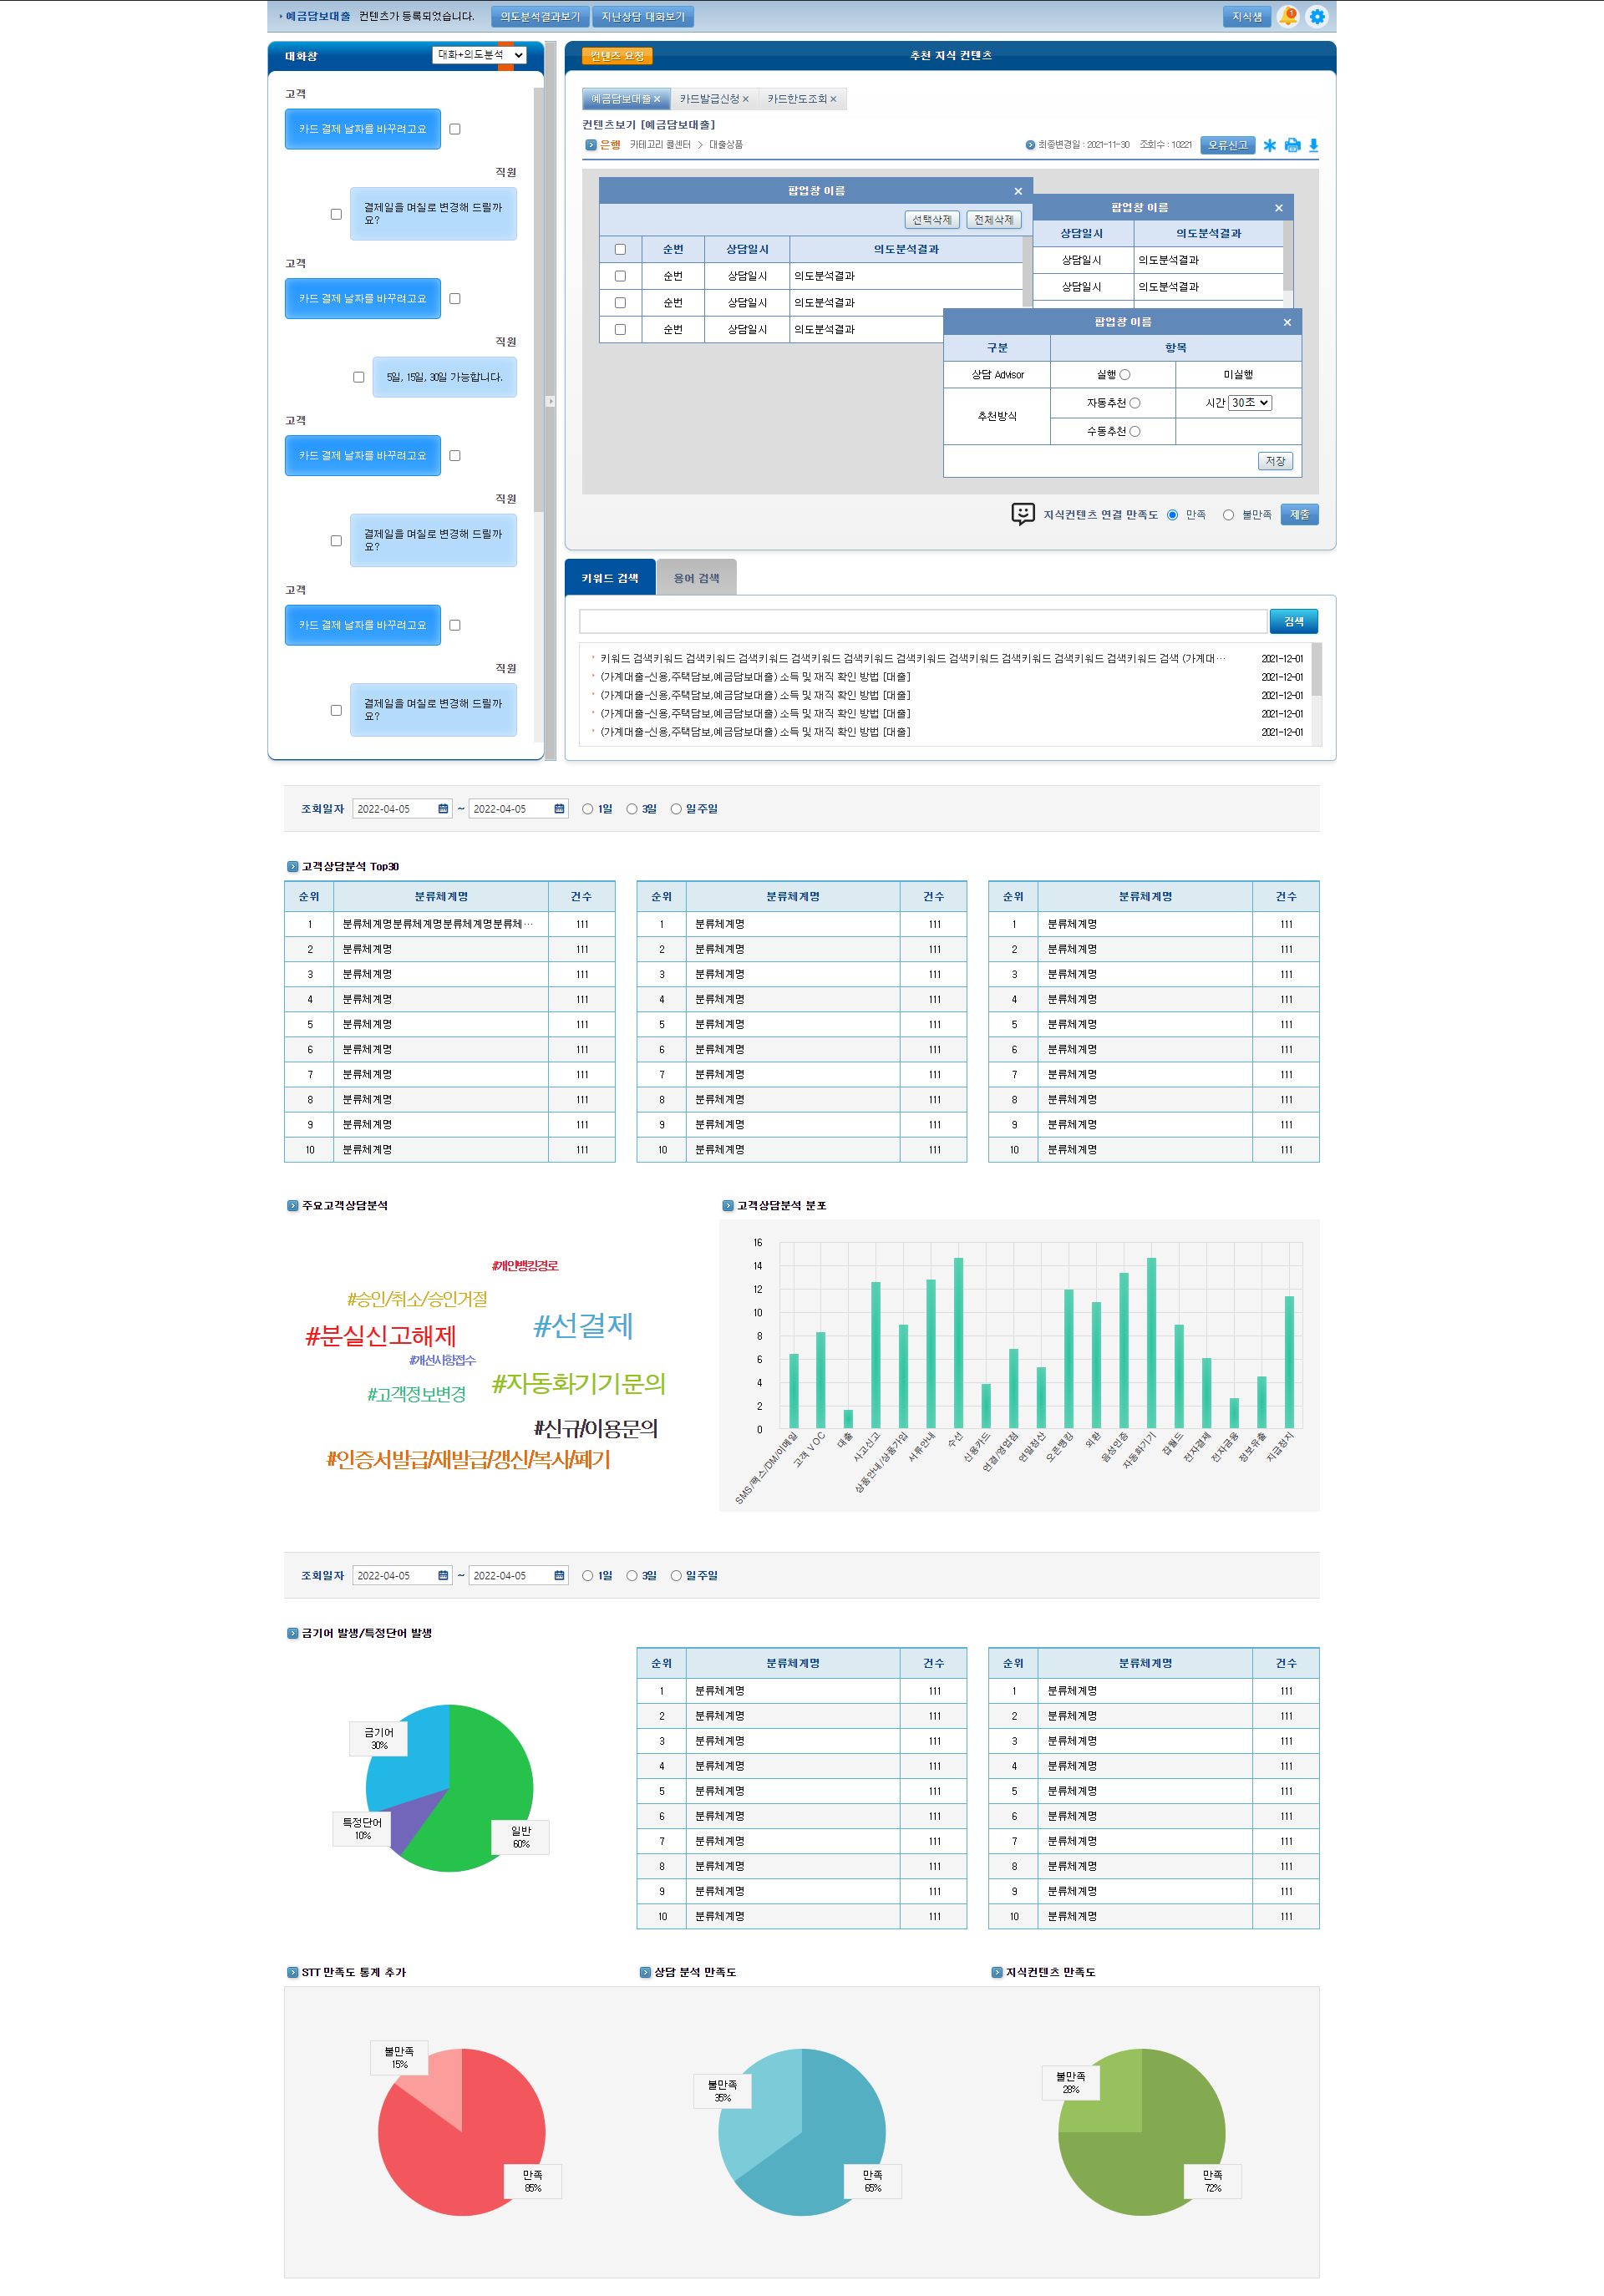 예금담보대출 컨텐츠가 등록되었습니다. 의도분석결과보기 지난상담 대화보기 지식샘 1
대화창 대화+의도분석
고객
카드 결제 날짜를 바꾸려고요
직원
결제일을 며칠로 변경해 드릴까요?
고객
카드 결제 날짜를 바꾸려고요
직원
5일, 15일, 30일 가능합니다.
고객
카드 결제 날짜를 바꾸려고요
직원
결제일을 며칠로 변경해 드릴까요?
고객
카드 결제 날짜를 바꾸려고요
직원
결제일을 며칠로 변경해 드릴까요?
컨텐츠 요청 추천 지식 컨텐츠
예금담보대출 × 카드발급신청 × 카드한도조회 ×
컨텐츠보기 [예금담보대출]
은행 카테고리 콜센터 > 대출상품 최종변경일 : 2021-11-30 조회수 : 10221 오류신고
팝업창 이름 ×
선택삭제 전체삭제
순번 상담일시 의도분석결과
순번 상담일시 의도분석결과
순번 상담일시 의도분석결과
순번 상담일시 의도분석결과
팝업창 이름 ×
상담일시 의도분석결과
상담일시 의도분석결과
상담일시 의도분석결과
팝업창 이름 ×
구분 항목
상담 Advisor 실행 미실행
추천방식 자동추천 시간 30초
수동추천
저장
지식컨텐츠 연결 만족도 만족 불만족 제출
키워드 검색 용어 검색
검색
키워드 검색키워드 검색키워드 검색키워드 검색키워드 검색키워드 검색키워드 검색키워드 검색키워드 검색키워드 검색키워드 검색 (가계대… 2021-12-01
(가계대출-신용,주택담보,예금담보대출) 소득 및 재직 확인 방법 [대출] 2021-12-01
(가계대출-신용,주택담보,예금담보대출) 소득 및 재직 확인 방법 [대출] 2021-12-01
(가계대출-신용,주택담보,예금담보대출) 소득 및 재직 확인 방법 [대출] 2021-12-01
(가계대출-신용,주택담보,예금담보대출) 소득 및 재직 확인 방법 [대출] 2021-12-01
조회일자 2022-04-05 ~ 2022-04-05 1일 3일 일주일
고객상담분석 Top30
순위 분류체계명 건수 순위 분류체계명 건수 순위 분류체계명 건수
1 분류체계명분류체계명분류체계명분류체… 111 1 분류체계명 111 1 분류체계명 111
2 분류체계명 111 2 분류체계명 111 2 분류체계명 111
3 분류체계명 111 3 분류체계명 111 3 분류체계명 111
4 분류체계명 111 4 분류체계명 111 4 분류체계명 111
5 분류체계명 111 5 분류체계명 111 5 분류체계명 111
6 분류체계명 111 6 분류체계명 111 6 분류체계명 111
7 분류체계명 111 7 분류체계명 111 7 분류체계명 111
8 분류체계명 111 8 분류체계명 111 8 분류체계명 111
9 분류체계명 111 9 분류체계명 111 9 분류체계명 111
10 분류체계명 111 10 분류체계명 111 10 분류체계명 111
주요고객상담분석
#개인뱅킹경로
#승인/취소/승인거절
#선결제
#분실신고해제
#개선사항접수
#자동화기기문의
#고객정보변경
#신규/이용문의
#인증서발급/재발급/갱신/복사/폐기
고객상담분석 분포
16
14
12
10
8
6
4
2
0
SMS/팩스/DM/이메일 고객 VOC 대출 사고신고 상품안내/상품가입 서류안내 수신 신용카드 연결/영업점 연말정산 오픈뱅킹 외환 음성인증 자동화기기 잡월드 전자결제 전자금융 정보유출 지급정지
조회일자 2022-04-05 ~ 2022-04-05 1일 3일 일주일
금기어 발생/특정단어 발생
금기어
30%
특정단어
10%
일반
60%
순위 분류체계명 건수 순위 분류체계명 건수
1 분류체계명 111 1 분류체계명 111
2 분류체계명 111 2 분류체계명 111
3 분류체계명 111 3 분류체계명 111
4 분류체계명 111 4 분류체계명 111
5 분류체계명 111 5 분류체계명 111
6 분류체계명 111 6 분류체계명 111
7 분류체계명 111 7 분류체계명 111
8 분류체계명 111 8 분류체계명 111
9 분류체계명 111 9 분류체계명 111
10 분류체계명 111 10 분류체계명 111
STT 만족도 통계 추가
불만족
15%
만족
85%
상담 분석 만족도
불만족
35%
만족
65%
지식컨텐츠 만족도
불만족
28%
만족
72%